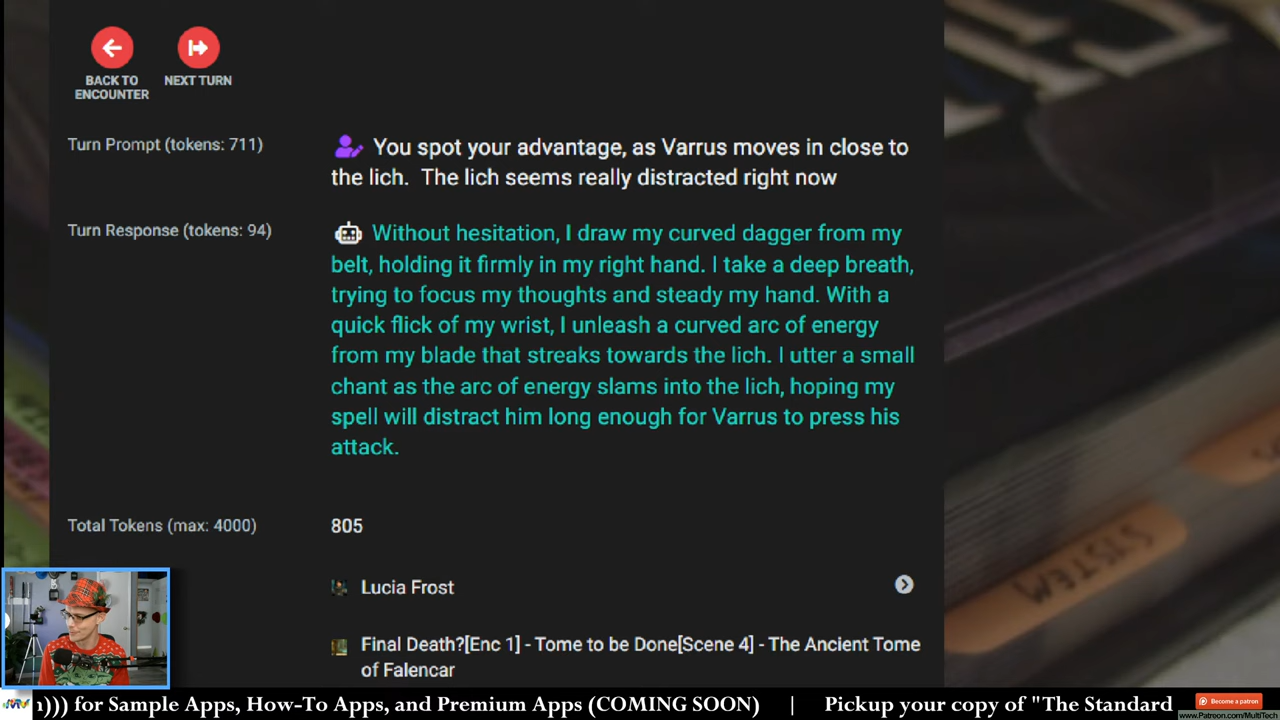 BACK TO
ENCOUNTER
NEXT TURN
Turn Prompt (tokens: 711)
You spot your advantage, as Varrus moves in close to
the lich. The lich seems really distracted right now
Turn Response (tokens: 94)
Without hesitation, I draw my curved dagger from my
belt, holding it firmly in my right hand. I take a deep breath,
trying to focus my thoughts and steady my hand. With a
quick flick of my wrist, I unleash a curved arc of energy
from my blade that streaks towards the lich. I utter a small
chant as the arc of energy slams into the lich, hoping my
spell will distract him long enough for Varrus to press his
attack.
Total Tokens (max: 4000)
805
Lucia Frost
Final Death?[Enc 1] - Tome to be Done[Scene 4] - The Ancient Tome
of Falencar
SYSTEM
))) for Sample Apps, How-To Apps, and Premium Apps (COMING SOON) | Pickup your copy of "The Standard
Become a patron
www.Patreon.com/MultiTech